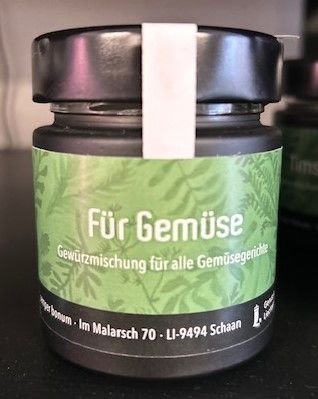 Für Gemüse
Gewürzmischung für alle Gemüsegerichte
bonum · Im Malarsch 70 · LI-9494 Schaan